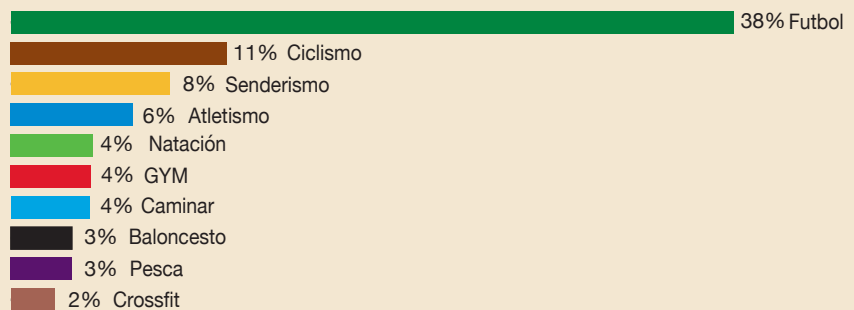 38% Futbol
11% Ciclismo
8% Senderismo
6% Atletismo
4% Natación
4% GYM
4% Caminar
3% Baloncesto
3% Pesca
2% Crossfit